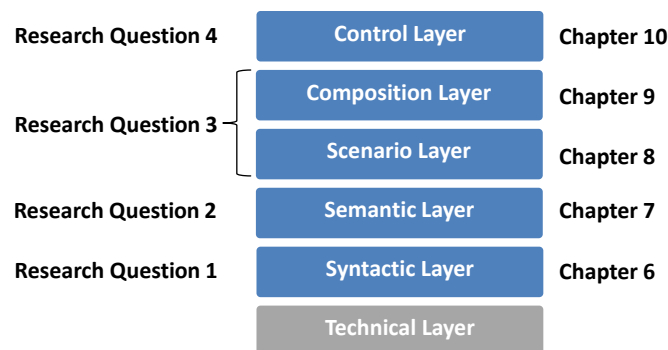 Research Question 4 Control Layer Chapter 10
Composition Layer Chapter 9
Research Question 3
Scenario Layer Chapter 8
Research Question 2 Semantic Layer Chapter 7
Research Question 1 Syntactic Layer Chapter 6
Technical Layer